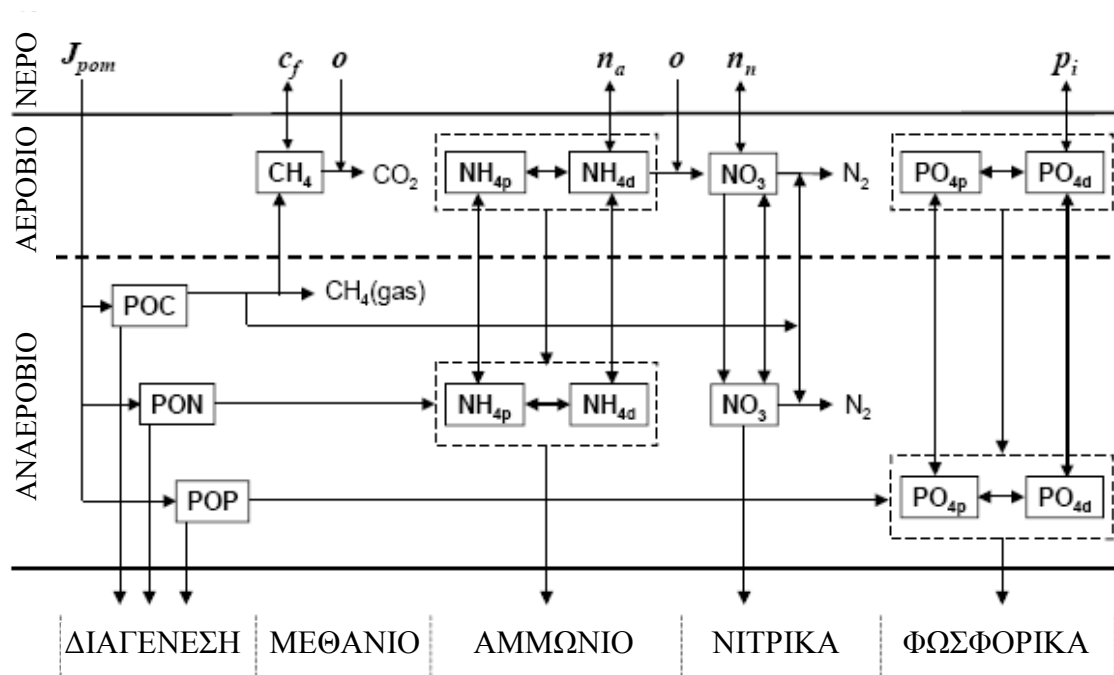 J_pom c_f o n_a o n_n p_i
ΝΕΡΟ
ΑΕΡΟΒΙΟ
CH₄ CO₂ NH₄p NH₄d NO₃ N₂ PO₄p PO₄d
ΑΝΑΕΡΟΒΙΟ
POC CH₄(gas)
PON NH₄p NH₄d NO₃ N₂
POP PO₄p PO₄d
ΔΙΑΓΕΝΕΣΗ ΜΕΘΑΝΙΟ ΑΜΜΩΝΙΟ ΝΙΤΡΙΚΑ ΦΩΣΦΟΡΙΚΑ